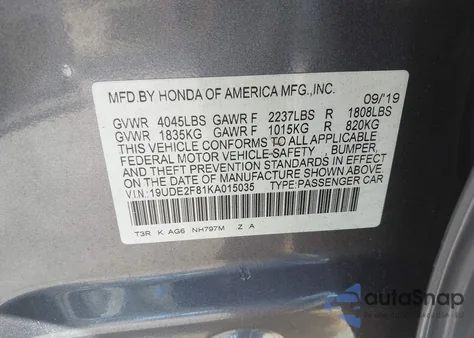 MFD.BY HONDA OF AMERICA MFG.,INC.
09/'19
GVWR 4045LBS GAWR F 2237LBS R 1808LBS
GVWR 1835KG GAWR F 1015KG R 820KG
THIS VEHICLE CONFORMS TO ALL APPLICABLE
FEDERAL MOTOR VEHICLE SAFETY , BUMPER,
AND THEFT PREVENTION STANDARDS IN EFFECT
ON THE DATE OF MANUFACTURE SHOWN ABOVE.
V.I.N: 19UDE2F81KA015035 TYPE: PASSENGER CAR
T3R K AG6 NH797M Z A
autoSnap